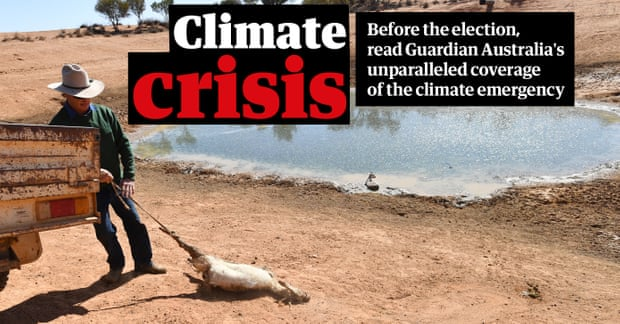 Climate
crisis
Before the election,
read Guardian Australia's
unparalleled coverage
of the climate emergency